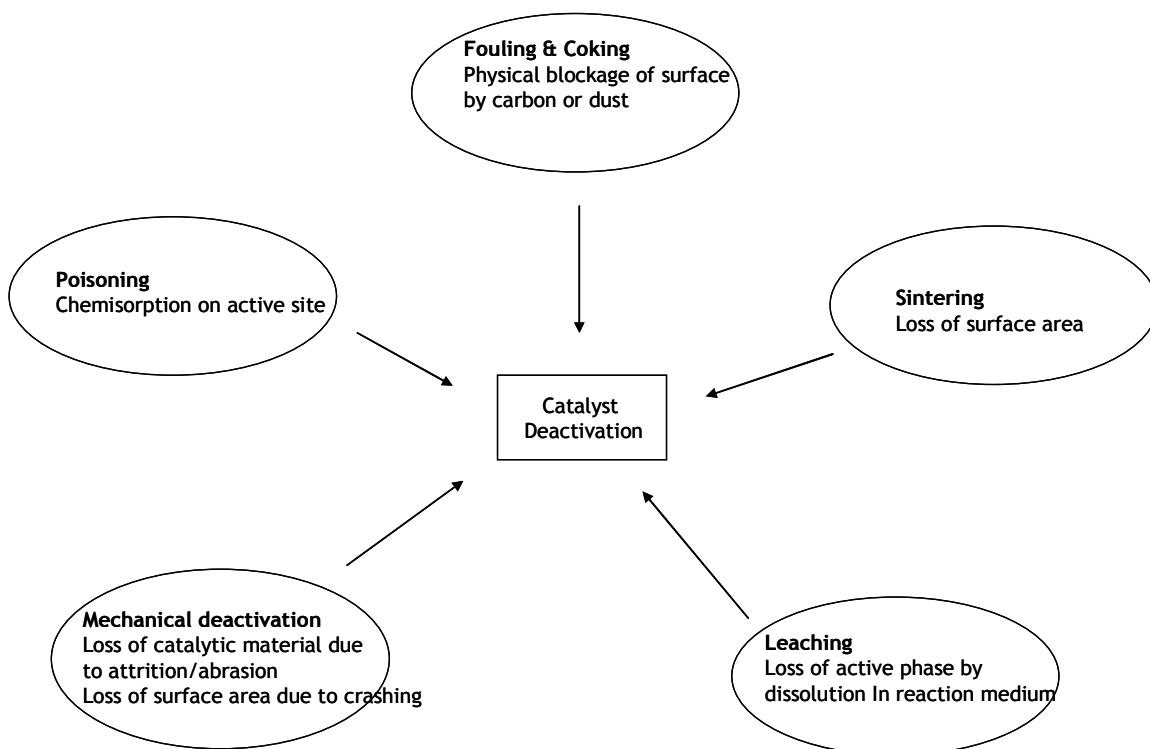 Fouling & Coking
Physical blockage of surface
by carbon or dust
Poisoning
Chemisorption on active site
Sintering
Loss of surface area
Catalyst
Deactivation
Mechanical deactivation
Loss of catalytic material due
to attrition/abrasion
Loss of surface area due to crashing
Leaching
Loss of active phase by
dissolution In reaction medium